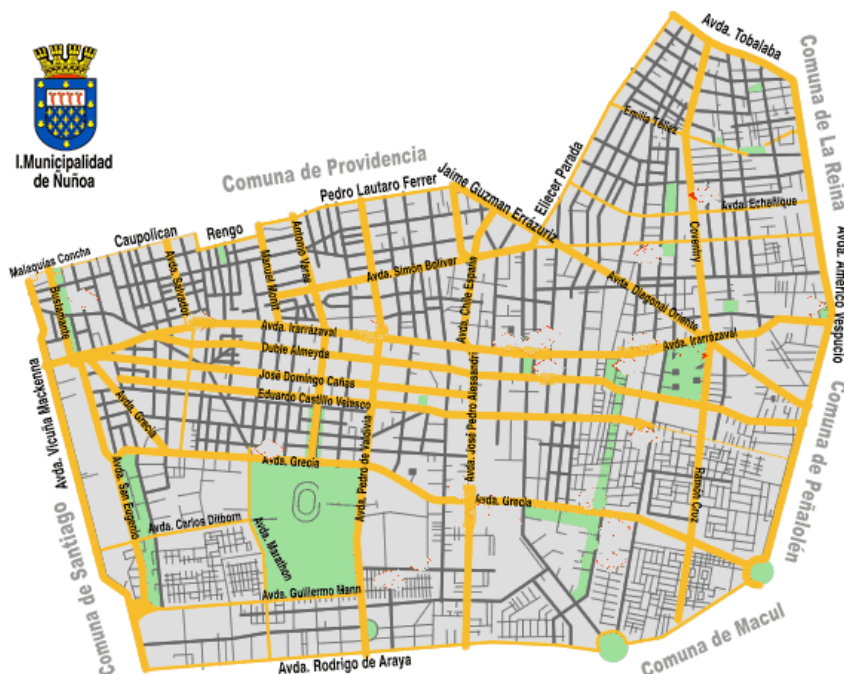 Avda. Tobalaba
Comuna de La Reina
I.Municipalidad
de Ñuñoa
Emilia Téllez
Comuna de Providencia
Jaime Guzman Errázuriz
Eliecer Parada
Pedro Lautaro Ferrer
Avda. Echeñique
Caupolican
Rengo
Antonio Varas
Manuel Montt
Malaquias Concha
Avda. Salvador
Avda. Simón Bolívar
Avda. Chile España
Coventry
Avda. Américo Vespucio
Bustamante
Avda. Diagonal Oriente
Avda. Irarrázaval
Avda. Irarrázaval
Duble Almeyda
José Domingo Cañas
Eduardo Castillo Velasco
Avda. Vicuña Mackenna
Avda. Grecia
Avda. José Pedro Alessandri
Avda. Pedro de Valdivia
Avda. Grecia
Avda. San Eugenio
Avda. Grecia
Ramón Cruz
Comuna de Peñalolén
Avda. Carlos Ditborn
Avda. Marathon
Avda. Guillermo Mann
Comuna de Santiago
Comuna de Macul
Avda. Rodrigo de Araya